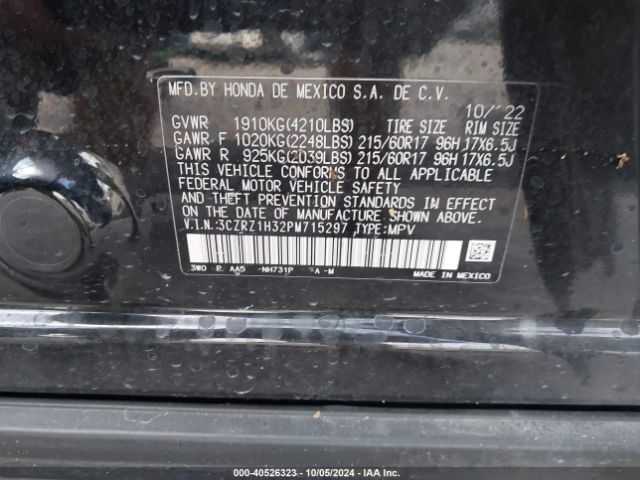 MFD.BY HONDA DE MEXICO S.A. DE C.V.
10/'22
GVWR 1910KG(4210LBS) TIRE SIZE RIM SIZE
GAWR F 1020KG(2248LBS) 215/60R17 96H 17X6.5J
GAWR R 925KG(2039LBS) 215/60R17 96H 17X6.5J
THIS VEHICLE CONFORMS TO ALL APPLICABLE
FEDERAL MOTOR VEHICLE SAFETY
AND THEFT PREVENTION STANDARDS IN EFFECT ON THE DATE
OF MANUFACTURE SHOWN ABOVE.
V.I.N.:3CZRZ1H32PM715297 TYPE:MPV
3W0 AA5 -NH731P -M
MADE IN MEXICO
000-40526323 - 10/05/2024 - IAA Inc.